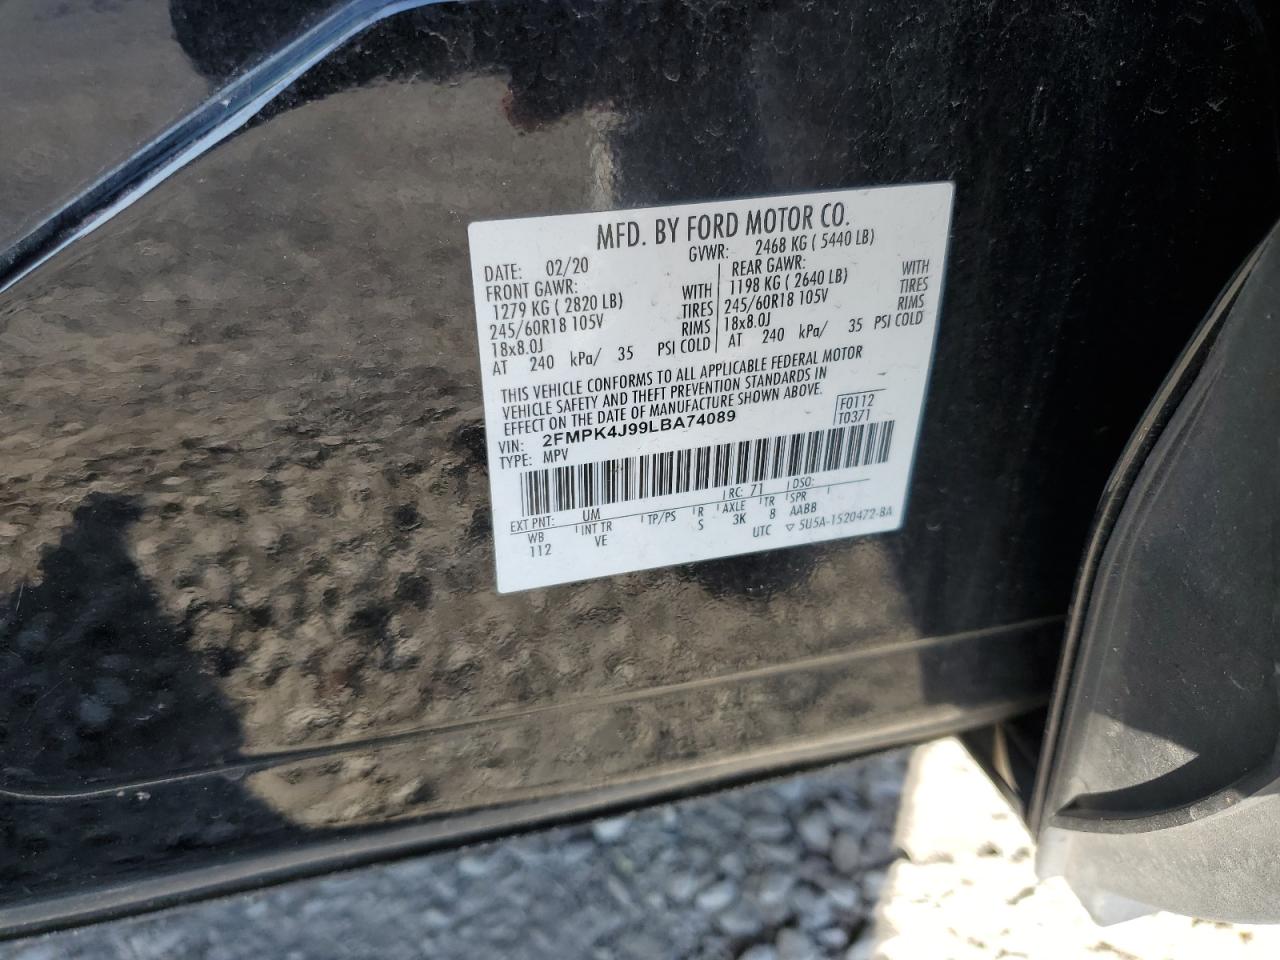 MFD. BY FORD MOTOR CO.
DATE: 02/20 GVWR: 2468 KG ( 5440 LB)
FRONT GAWR: REAR GAWR:
1279 KG ( 2820 LB) WITH 1198 KG ( 2640 LB) WITH
245/60R18 105V TIRES 245/60R18 105V TIRES
18x8.0J RIMS 18x8.0J RIMS
AT 240 kPa/ 35 PSI COLD AT 240 kPa/ 35 PSI COLD
THIS VEHICLE CONFORMS TO ALL APPLICABLE FEDERAL MOTOR
VEHICLE SAFETY AND THEFT PREVENTION STANDARDS IN
EFFECT ON THE DATE OF MANUFACTURE SHOWN ABOVE.
VIN: 2FMPK4J99LBA74089 F0112
TYPE: MPV T0371
EXT PNT: UM RC: 71 DSO:
WB INT TR TP/PS R AXLE TR SPR
112 VE S 3K 8 AABB
UTC ▽ 5U5A-1520472-BA